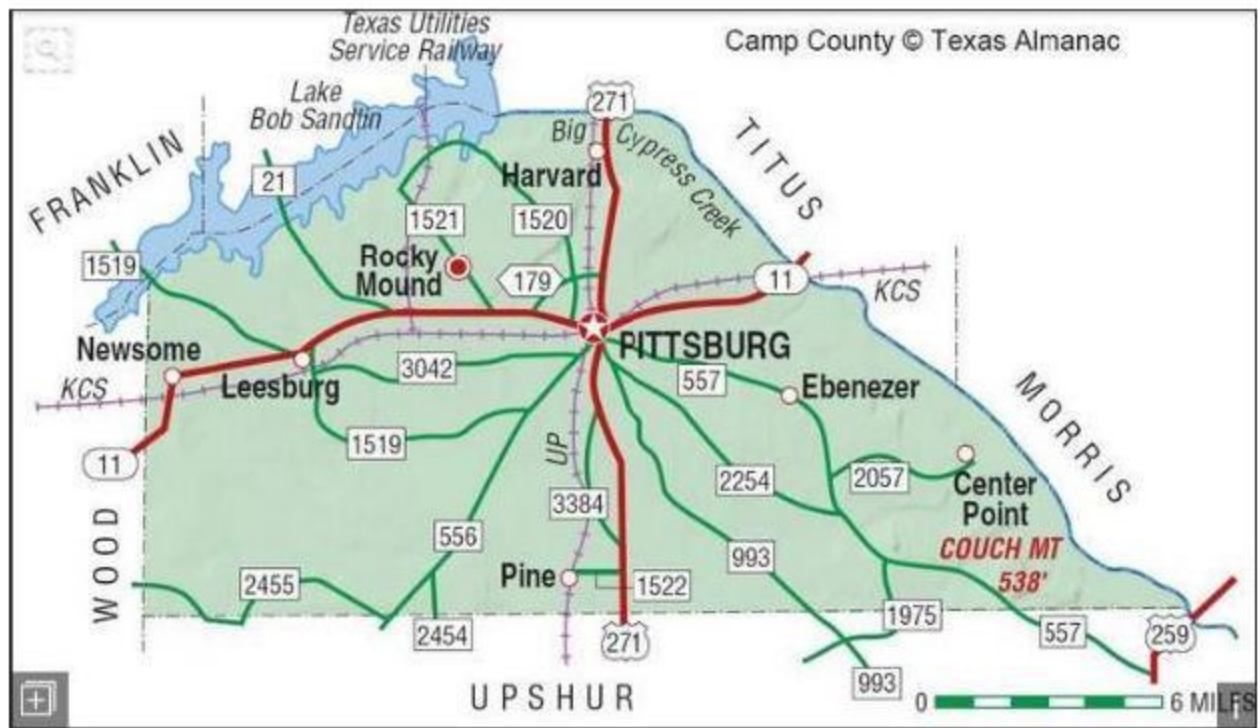 Texas Utilities
Service Railway
Camp County © Texas Almanac
Lake
Bob Sandlin
271
Big Cypress Creek
TITUS
FRANKLIN
21
Harvard
1521
1520
1519
Rocky
Mound
179
11
KCS
Newsome
PITTSBURG
KCS
Leesburg
3042
557
Ebenezer
MORRIS
1519
UP
11
2254
2057
Center
Point
3384
WOOD
556
COUCH MT
538'
993
2455
Pine
1522
1975
2454
271
557
259
993
UPSHUR
0
6 MILES